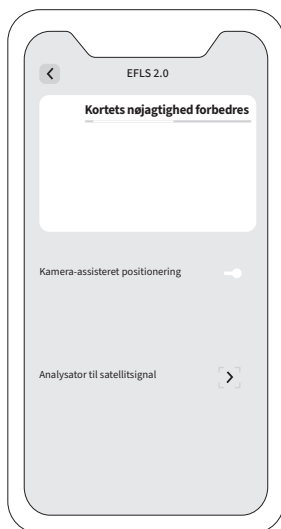 EFLS 2.0
Kortets nøjagtighed forbedres
Kamera-assisteret positionering
Analysator til satellitsignal